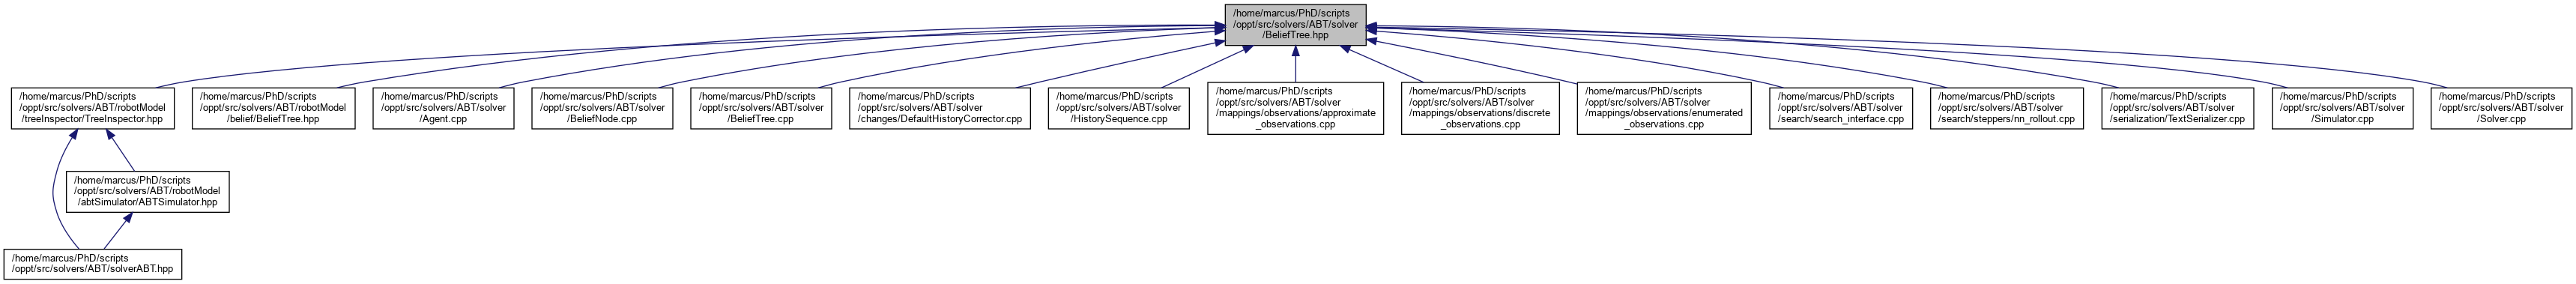 /home/marcus/PhD/scripts
/oppt/src/solvers/ABT/solver
/BeliefTree.hpp
/home/marcus/PhD/scripts
/oppt/src/solvers/ABT/robotModel
/treeInspector/TreeInspector.hpp
/home/marcus/PhD/scripts
/oppt/src/solvers/ABT/robotModel
/belief/BeliefTree.hpp
/home/marcus/PhD/scripts
/oppt/src/solvers/ABT/solver
/Agent.cpp
/home/marcus/PhD/scripts
/oppt/src/solvers/ABT/solver
/BeliefNode.cpp
/home/marcus/PhD/scripts
/oppt/src/solvers/ABT/solver
/BeliefTree.cpp
/home/marcus/PhD/scripts
/oppt/src/solvers/ABT/solver
/changes/DefaultHistoryCorrector.cpp
/home/marcus/PhD/scripts
/oppt/src/solvers/ABT/solver
/HistorySequence.cpp
/home/marcus/PhD/scripts
/oppt/src/solvers/ABT/solver
/mappings/observations/approximate
_observations.cpp
/home/marcus/PhD/scripts
/oppt/src/solvers/ABT/solver
/mappings/observations/discrete
_observations.cpp
/home/marcus/PhD/scripts
/oppt/src/solvers/ABT/solver
/mappings/observations/enumerated
_observations.cpp
/home/marcus/PhD/scripts
/oppt/src/solvers/ABT/solver
/search/search_interface.cpp
/home/marcus/PhD/scripts
/oppt/src/solvers/ABT/solver
/search/steppers/nn_rollout.cpp
/home/marcus/PhD/scripts
/oppt/src/solvers/ABT/solver
/serialization/TextSerializer.cpp
/home/marcus/PhD/scripts
/oppt/src/solvers/ABT/solver
/Simulator.cpp
/home/marcus/PhD/scripts
/oppt/src/solvers/ABT/solver
/Solver.cpp
/home/marcus/PhD/scripts
/oppt/src/solvers/ABT/robotModel
/abtSimulator/ABTSimulator.hpp
/home/marcus/PhD/scripts
/oppt/src/solvers/ABT/solverABT.hpp